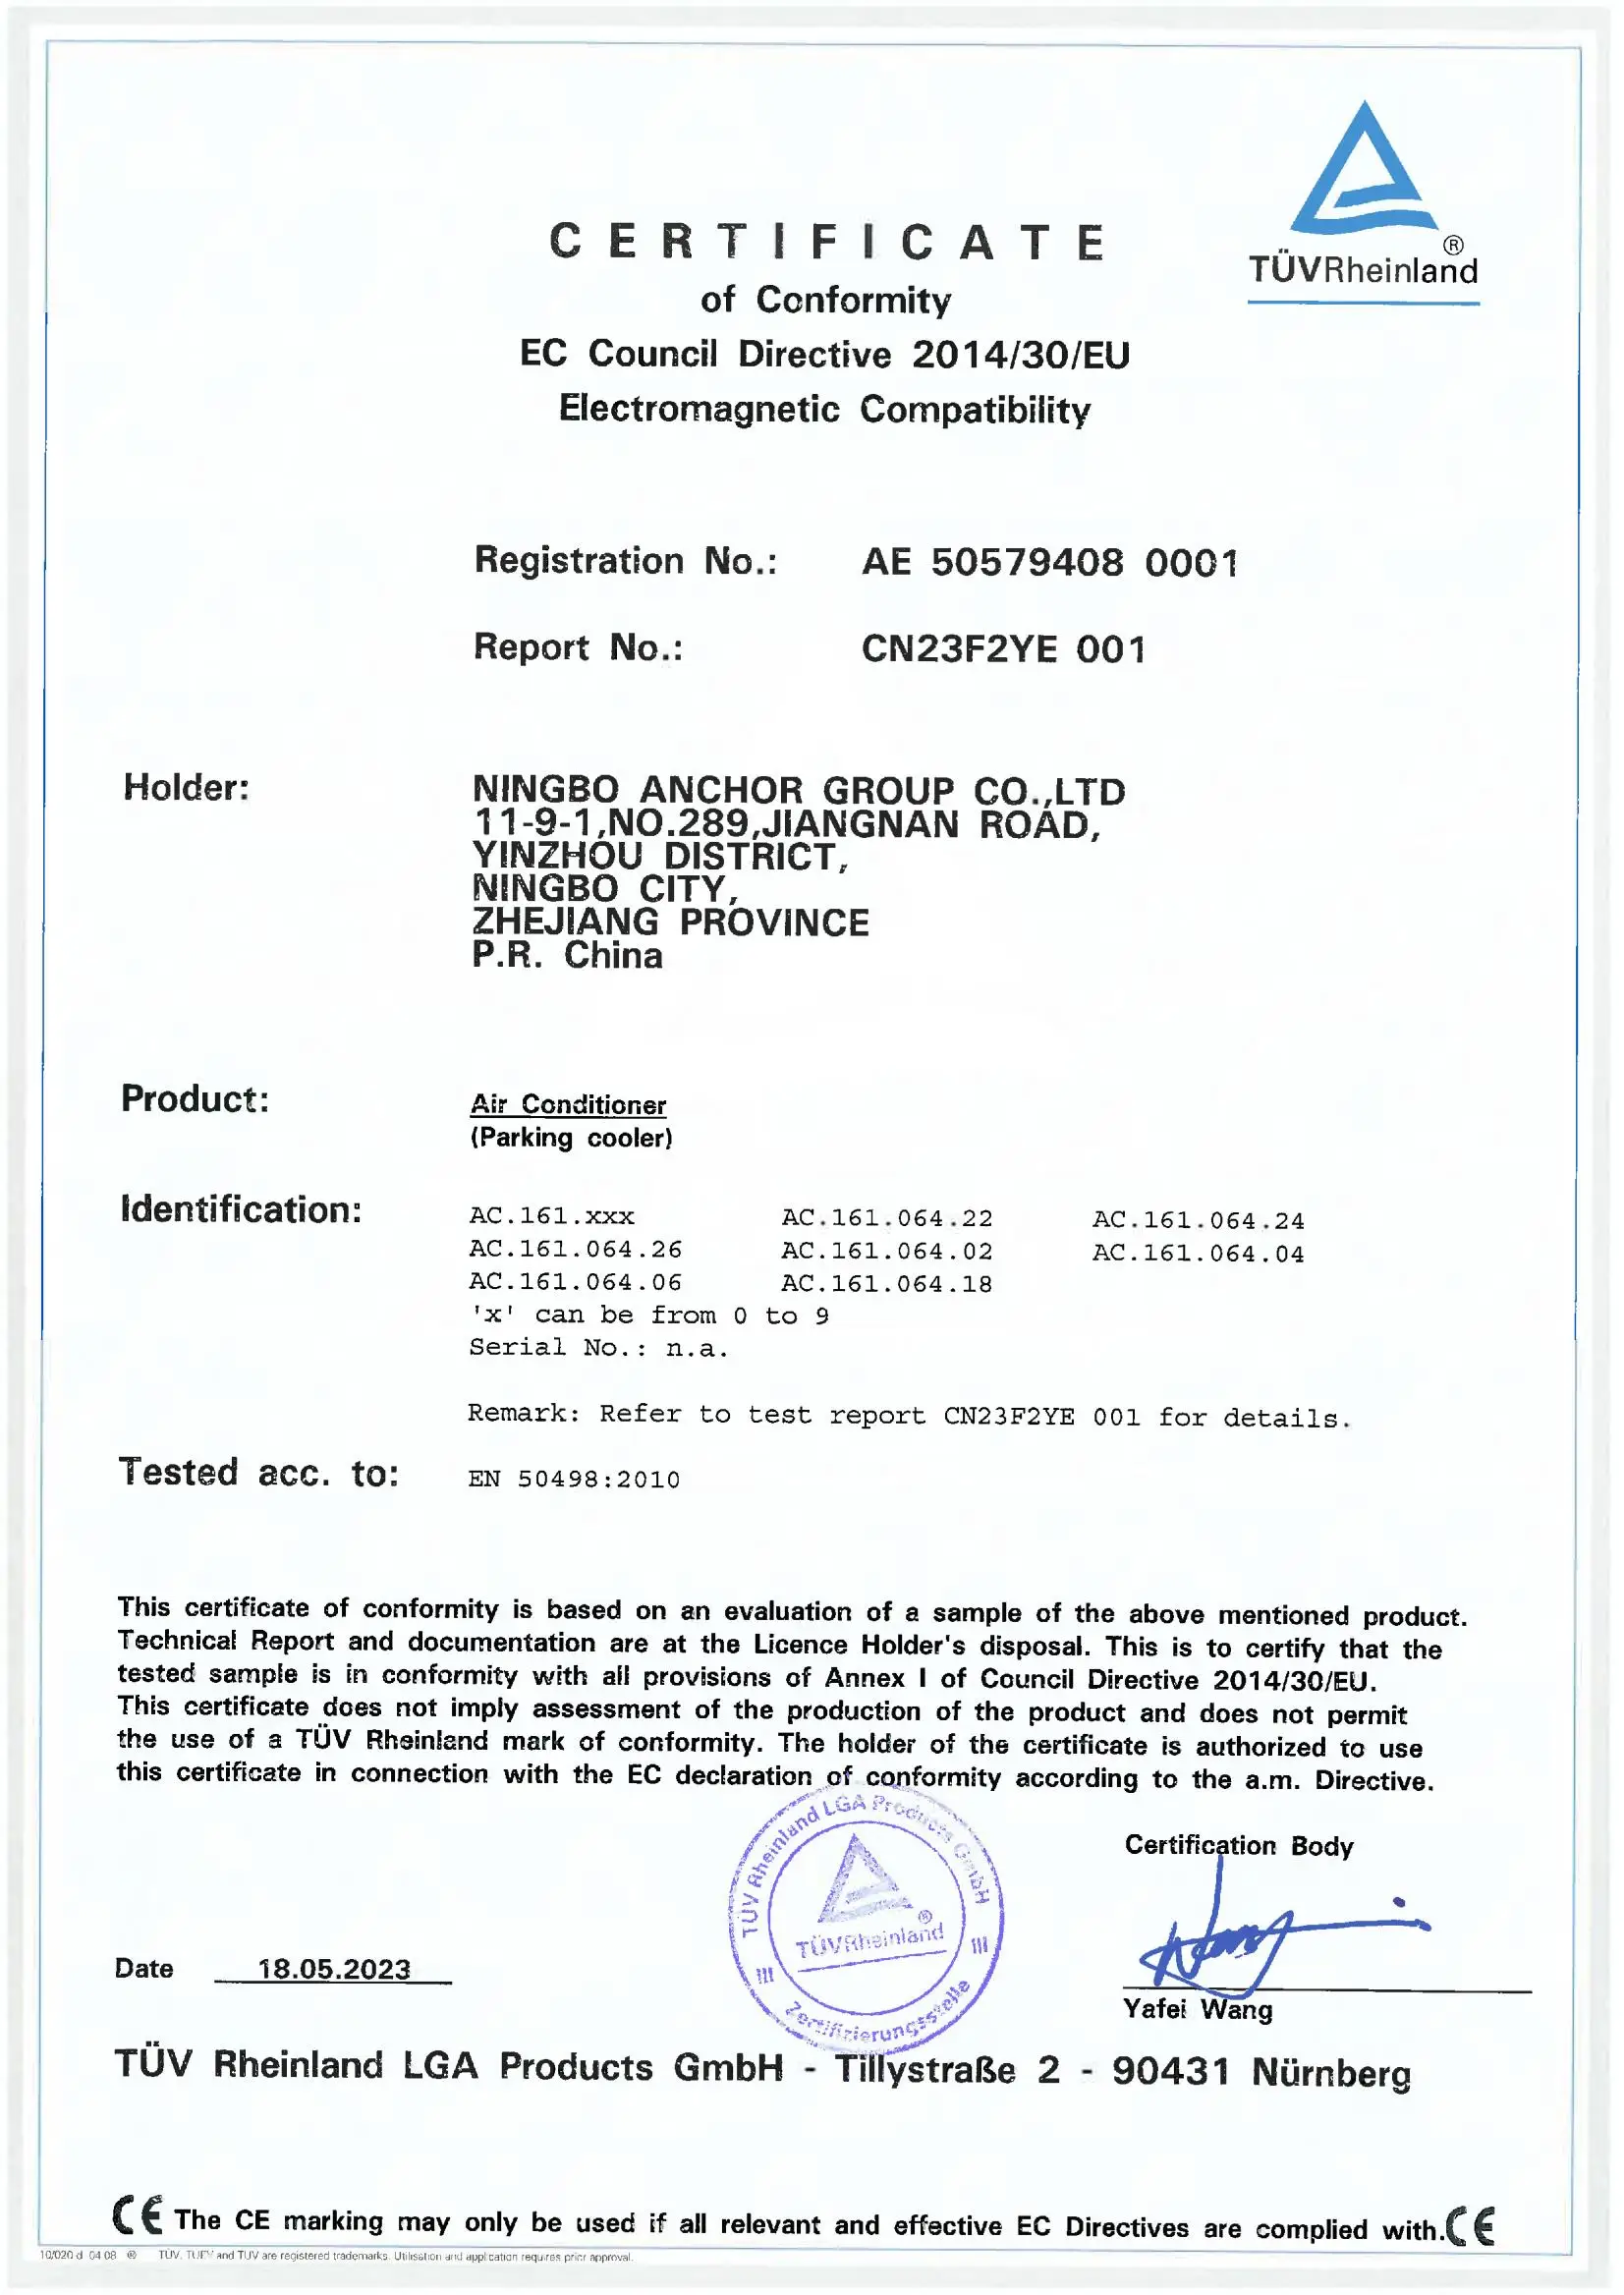 TÜVRheinland®
CERTIFICATE
of Conformity
EC Council Directive 2014/30/EU
Electromagnetic Compatibility
Registration No.: AE 50579408 0001
Report No.: CN23F2YE 001
Holder: NINGBO ANCHOR GROUP CO.,LTD
11-9-1,NO.289,JIANGNAN ROAD,
YINZHOU DISTRICT,
NINGBO CITY,
ZHEJIANG PROVINCE
P.R. China
Product: Air Conditioner
(Parking cooler)
Identification: AC.161.xxx AC.161.064.22 AC.161.064.24
AC.161.064.26 AC.161.064.02 AC.161.064.04
AC.161.064.06 AC.161.064.18
'x' can be from 0 to 9
Serial No.: n.a.
Remark: Refer to test report CN23F2YE 001 for details.
Tested acc. to: EN 50498:2010
This certificate of conformity is based on an evaluation of a sample of the above mentioned product.
Technical Report and documentation are at the Licence Holder's disposal. This is to certify that the
tested sample is in conformity with all provisions of Annex I of Council Directive 2014/30/EU.
This certificate does not imply assessment of the production of the product and does not permit
the use of a TÜV Rheinland mark of conformity. The holder of the certificate is authorized to use
this certificate in connection with the EC declaration of conformity according to the a.m. Directive.
TÜV Rheinland LGA Products GmbH
TÜVRheinland®
Zertifizierungsstelle
Certification Body
Date 18.05.2023
Yafei Wang
TÜV Rheinland LGA Products GmbH - Tillystraße 2 - 90431 Nürnberg
CE The CE marking may only be used if all relevant and effective EC Directives are complied with. CE
10/020 d 04 08 ® TÜV, TUEV and TUV are registered trademarks. Utilisation and application requires prior approval.